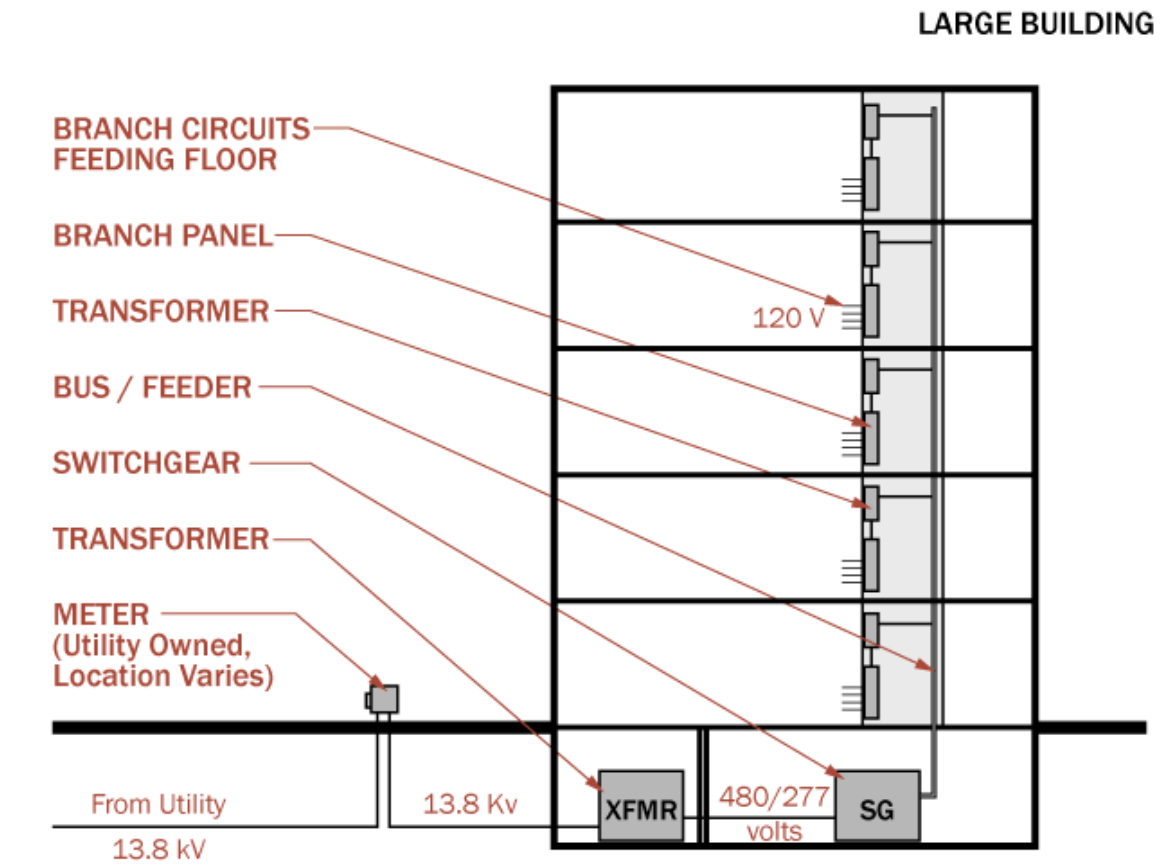 LARGE BUILDING
BRANCH CIRCUITS
FEEDING FLOOR
BRANCH PANEL
TRANSFORMER
120 V
BUS / FEEDER
SWITCHGEAR
TRANSFORMER
METER
(Utility Owned,
Location Varies)
From Utility
13.8 kV
13.8 Kv
XFMR
480/277
volts
SG